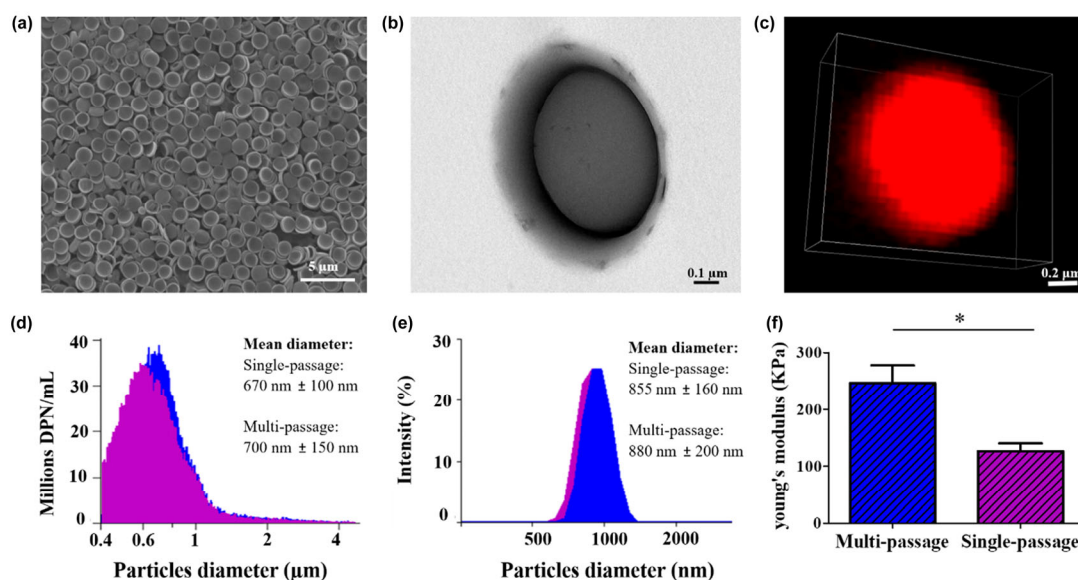 (a)
5 µm
(b)
0.1 µm
(c)
0.2 µm
(d)
Millions DPN/mL
40
30
20
10
0
0.4 0.6 1 2 4
Particles diameter (µm)
Mean diameter:
Single-passage:
670 nm ± 100 nm
Multi-passage:
700 nm ± 150 nm
(e)
Intensity (%)
30
20
10
0
500 1000 2000
Particles diameter (nm)
Mean diameter:
Single-passage:
855 nm ± 160 nm
Multi-passage:
880 nm ± 200 nm
(f)
young's modulus (KPa)
300
200
100
0
*
Multi-passage Single-passage